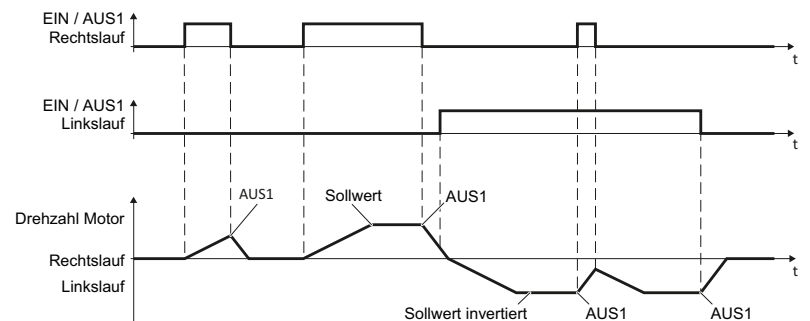 EIN / AUS1
Rechtslauf
t
EIN / AUS1
Linkslauf
t
AUS1
Sollwert
AUS1
Drehzahl Motor
Rechtslauf
t
Linkslauf
Sollwert invertiert
AUS1
AUS1